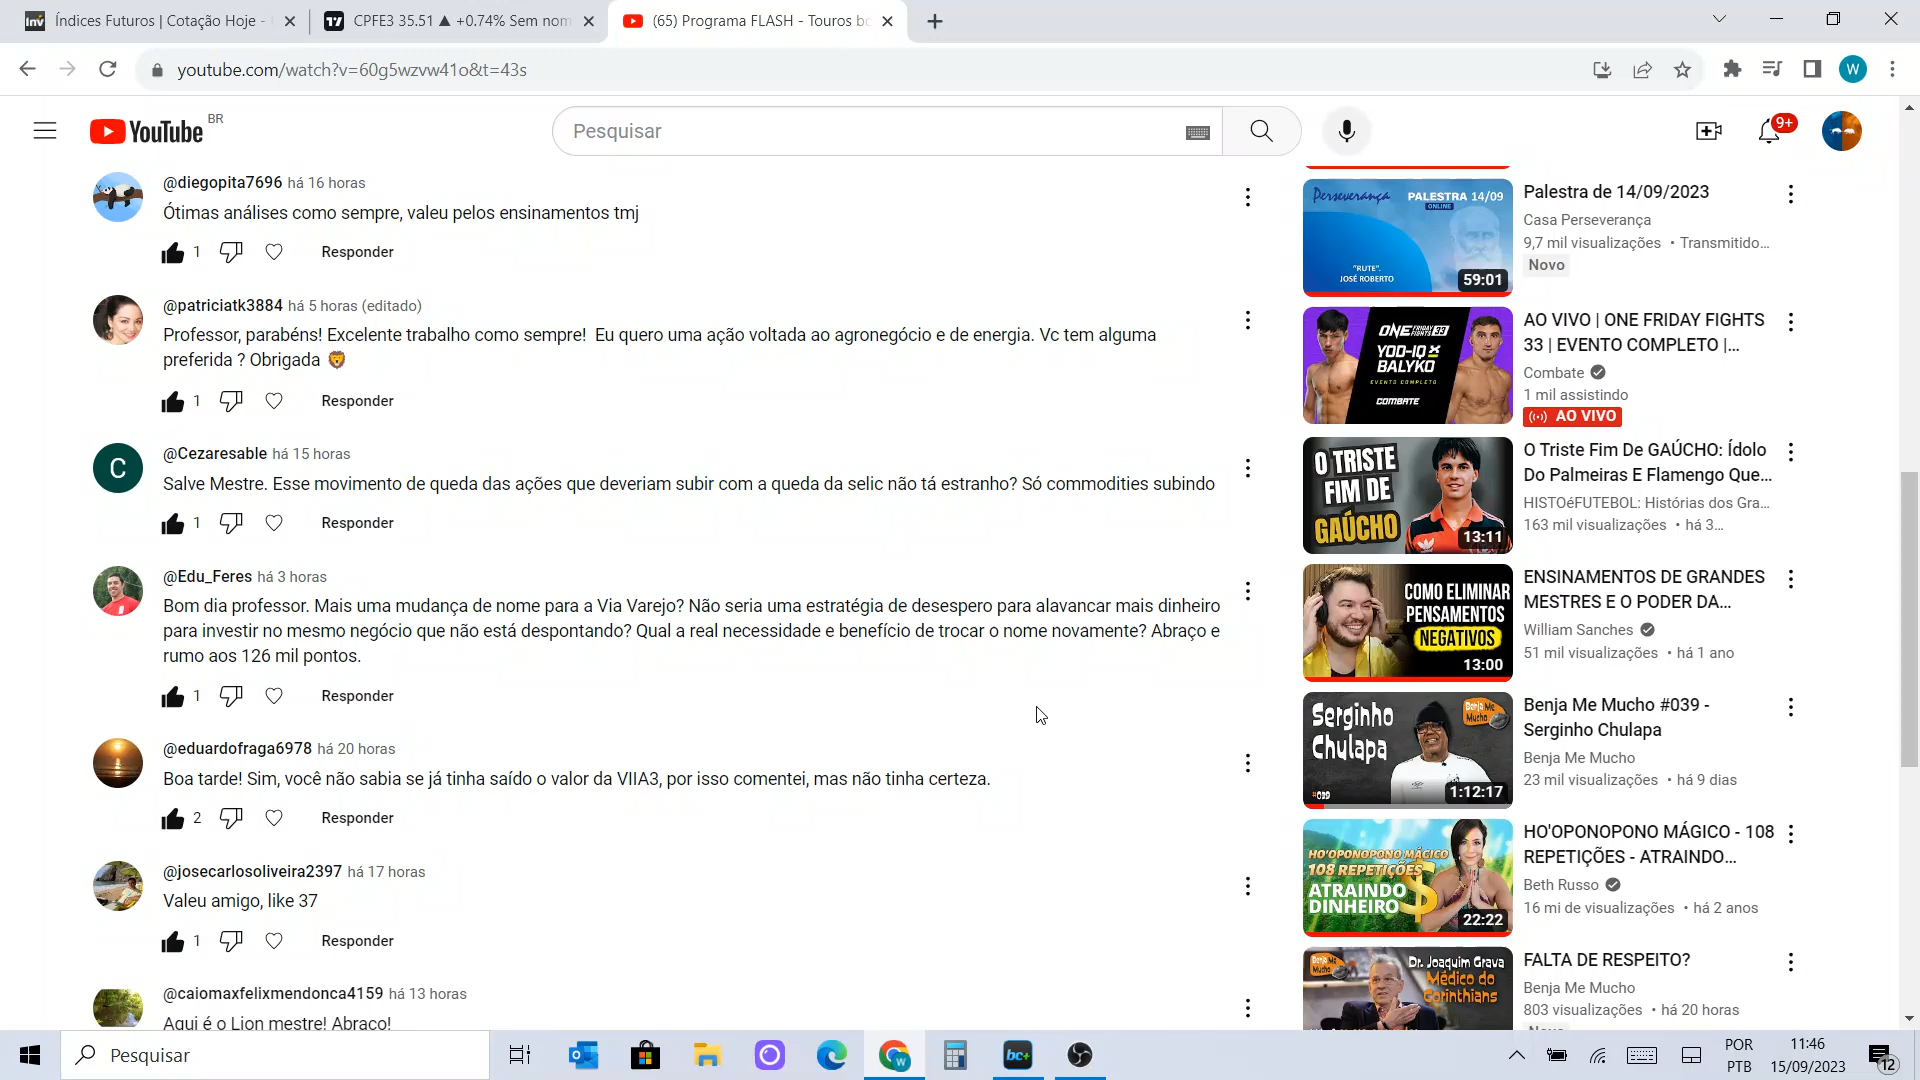 Índices Futuros | Cotação Hoje -
CPFE3 35.51 ▲ +0.74% Sem nom
(65) Programa FLASH - Touros bo
youtube.com/watch?v=60g5wzvw41o&t=43s
W
YouTube BR
Pesquisar
9+
@diegopita7696 há 16 horas
Ótimas análises como sempre, valeu pelos ensinamentos tmj
1 Responder
@patriciatk3884 há 5 horas (editado)
Professor, parabéns! Excelente trabalho como sempre! Eu quero uma ação voltada ao agronegócio e de energia. Vc tem alguma
preferida ? Obrigada 🦁
1 Responder
C
@Cezaresable há 15 horas
Salve Mestre. Esse movimento de queda das ações que deveriam subir com a queda da selic não tá estranho? Só commodities subindo
1 Responder
@Edu_Feres há 3 horas
Bom dia professor. Mais uma mudança de nome para a Via Varejo? Não seria uma estratégia de desespero para alavancar mais dinheiro
para investir no mesmo negócio que não está despontando? Qual a real necessidade e benefício de trocar o nome novamente? Abraço e
rumo aos 126 mil pontos.
1 Responder
@eduardofraga6978 há 20 horas
Boa tarde! Sim, você não sabia se já tinha saído o valor da VIIA3, por isso comentei, mas não tinha certeza.
2 Responder
@josecarlosoliveira2397 há 17 horas
Valeu amigo, like 37
1 Responder
@caiomaxfelixmendonca4159 há 13 horas
Aqui é o Lion mestre! Abraço!
Perseverança PALESTRA 14/09
ONLINE
"RUTE".
JOSÉ ROBERTO
59:01
Palestra de 14/09/2023
Casa Perseverança
9,7 mil visualizações • Transmitido...
Novo
ONE FRIDAY FIGHTS 33
YOD-IQ X
BALYKO
EVENTO COMPLETO
COMBATE
AO VIVO | ONE FRIDAY FIGHTS
33 | EVENTO COMPLETO |...
Combate
1 mil assistindo
AO VIVO
O TRISTE
FIM DE
GAÚCHO
13:11
O Triste Fim De GAÚCHO: Ídolo
Do Palmeiras E Flamengo Que...
HISTOéFUTEBOL: Histórias dos Gra...
163 mil visualizações • há 3...
COMO ELIMINAR
PENSAMENTOS
NEGATIVOS
13:00
ENSINAMENTOS DE GRANDES
MESTRES E O PODER DA...
William Sanches
51 mil visualizações • há 1 ano
Serginho
Chulapa
Benja Me
Mucho
#039
1:12:17
Benja Me Mucho #039 -
Serginho Chulapa
Benja Me Mucho
23 mil visualizações • há 9 dias
HO'OPONOPONO MÁGICO
108 REPETIÇÕES
ATRAINDO
DINHEIRO
$
22:22
HO'OPONOPONO MÁGICO - 108
REPETIÇÕES - ATRAINDO...
Beth Russo
16 mi de visualizações • há 2 anos
Benja Me
Mucho
Dr. Joaquim Grava
Médico do
Corinthians
FALTA DE RESPEITO?
Benja Me Mucho
803 visualizações • há 20 horas
Novo
Pesquisar
bc+
POR
PTB
11:46
15/09/2023
12